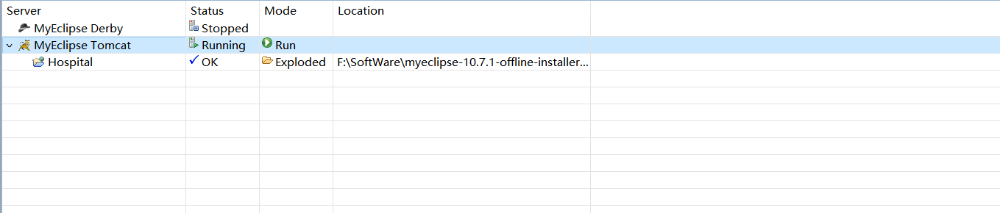 Server Status Mode Location
MyEclipse Derby Stopped
MyEclipse Tomcat Running Run
Hospital OK Exploded F:\SoftWare\myeclipse-10.7.1-offline-installer...